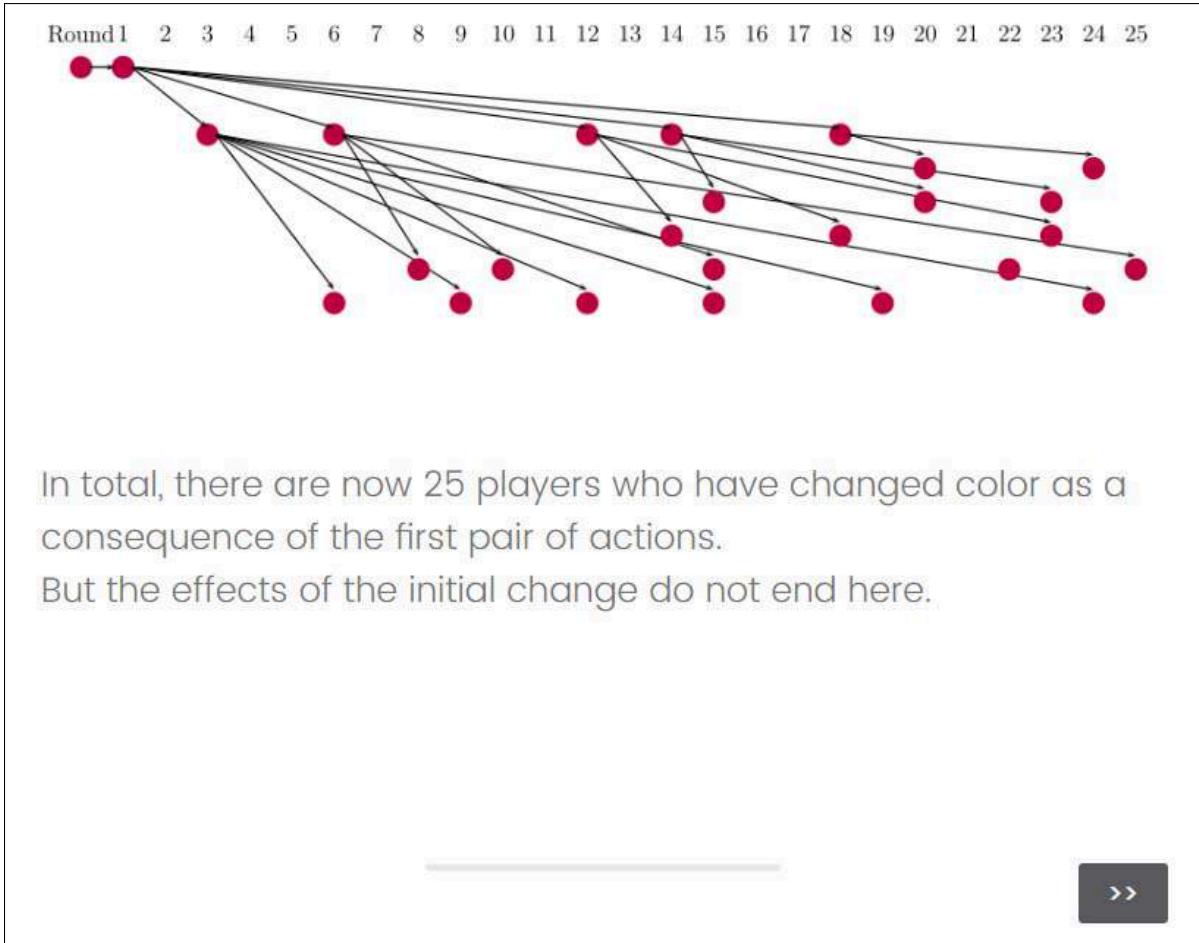 Round 1 2 3 4 5 6 7 8 9 10 11 12 13 14 15 16 17 18 19 20 21 22 23 24 25
In total, there are now 25 players who have changed color as a
consequence of the first pair of actions.
But the effects of the initial change do not end here.
>>